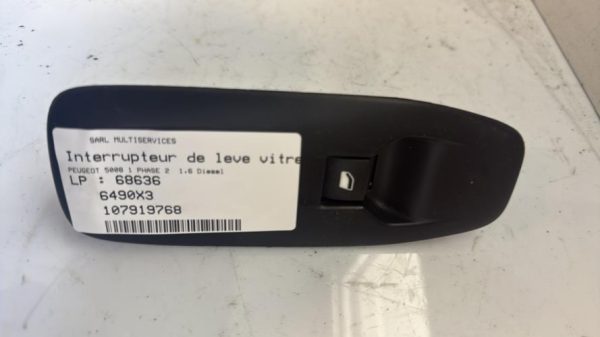 SARL MULTISERVICES
Interrupteur de leve vitre
PEUGEOT 5008 1 PHASE 2 1.6 Diesel
LP : 68636
6490X3
107919768